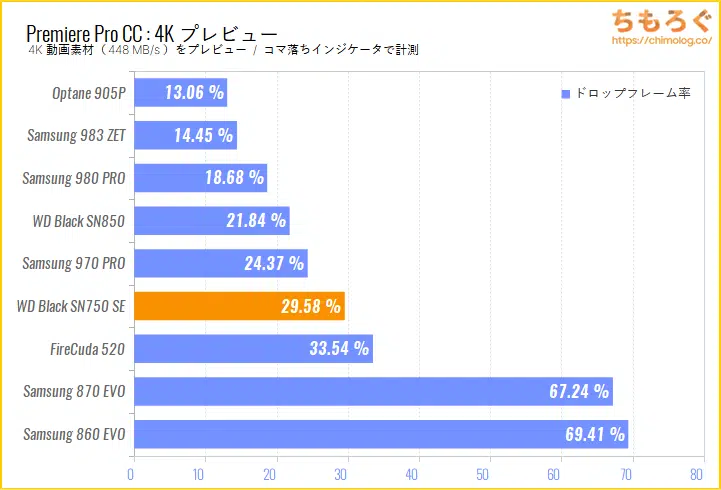 Premiere Pro CC : 4K プレビュー
4K 動画素材（448 MB/s）をプレビュー / コマ落ちインジケータで計測
ちもろぐ
https://chimolog.co/
ドロップフレーム率
Optane 905P 13.06 %
Samsung 983 ZET 14.45 %
Samsung 980 PRO 18.68 %
WD Black SN850 21.84 %
Samsung 970 PRO 24.37 %
WD Black SN750 SE 29.58 %
FireCuda 520 33.54 %
Samsung 870 EVO 67.24 %
Samsung 860 EVO 69.41 %
0 10 20 30 40 50 60 70 80